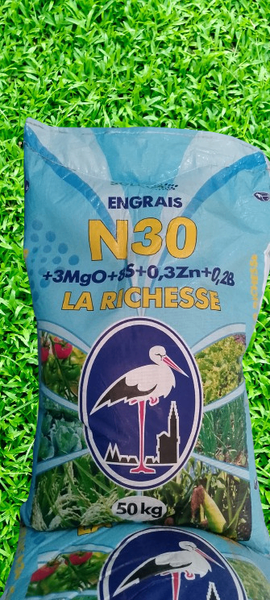 ENGRAIS
N30
+3MgO+8S+0,3Zn+0,2B
LA RICHESSE
50 kg